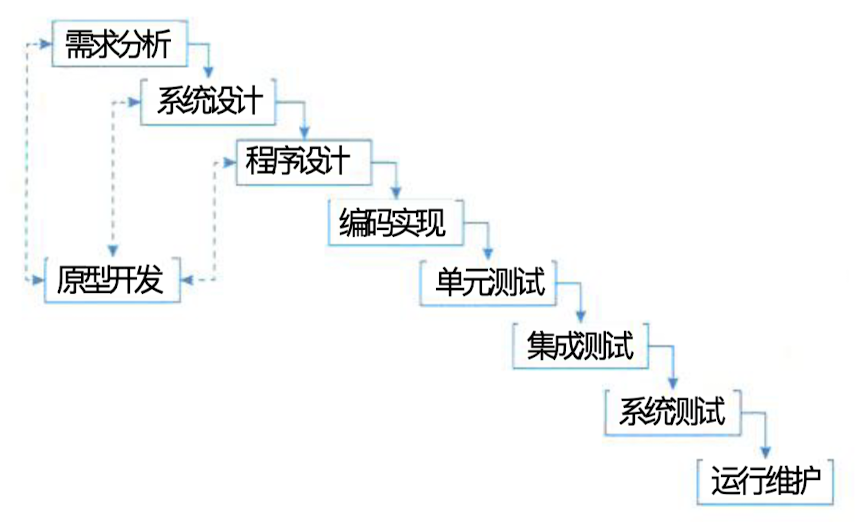 需求分析
系统设计
程序设计
编码实现
原型开发
单元测试
集成测试
系统测试
运行维护